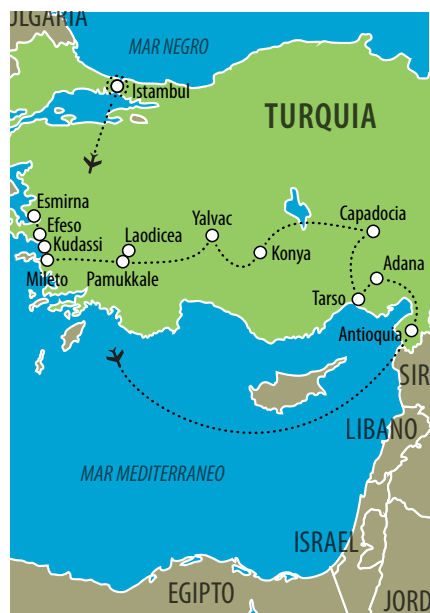 ULGARIA
MAR NEGRO
Istambul
TURQUIA
Esmirna
Efeso
Kudassi
Mileto
Laodicea
Pamukkale
Yalvac
Konya
Capadocia
Adana
Tarso
Antioquia
SIR
LIBANO
MAR MEDITERRANEO
ISRAEL
EGIPTO
JORD